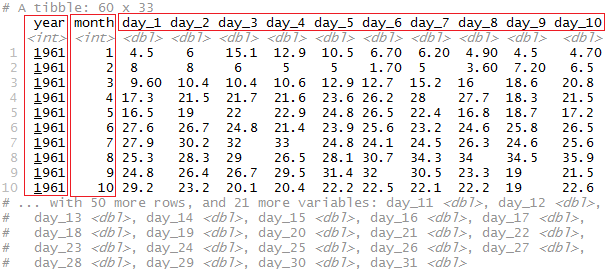 # A tibble: 60 x 33
year month day_1 day_2 day_3 day_4 day_5 day_6 day_7 day_8 day_9 day_10
<int> <int> <dbl> <dbl> <dbl> <dbl> <dbl> <dbl> <dbl> <dbl> <dbl> <dbl>
1 1961 1 4.5 6 15.1 12.9 10.5 6.70 6.20 4.90 4.5 4.70
2 1961 2 8 8 6 5 5 1.70 5 3.60 7.20 6.5
3 1961 3 9.60 10.4 10.4 10.6 12.9 12.7 15.2 16 18.6 20.8
4 1961 4 17.3 21.5 21.7 21.6 23.6 26.2 28 27.7 18.3 21.5
5 1961 5 16.5 19 22 22.9 24.8 26.5 22.4 16.8 18.7 17.2
6 1961 6 27.6 26.7 24.8 21.4 23.9 25.6 23.2 24.6 25.8 26.5
7 1961 7 27.9 30.2 32 33 24.8 24.1 24.5 26.3 24.6 25.6
8 1961 8 25.3 28.3 29 26.5 28.1 30.7 34.3 34 34.5 35.9
9 1961 9 24.8 26.4 26.7 29.5 31.4 32 30.5 23.3 19 21.5
10 1961 10 29.2 23.2 20.1 20.4 22.2 22.5 22.1 22.2 19 22.6
# ... with 50 more rows, and 21 more variables: day_11 <dbl>, day_12 <dbl>,
# day_13 <dbl>, day_14 <dbl>, day_15 <dbl>, day_16 <dbl>, day_17 <dbl>,
# day_18 <dbl>, day_19 <dbl>, day_20 <dbl>, day_21 <dbl>, day_22 <dbl>,
# day_23 <dbl>, day_24 <dbl>, day_25 <dbl>, day_26 <dbl>, day_27 <dbl>,
# day_28 <dbl>, day_29 <dbl>, day_30 <dbl>, day_31 <dbl>